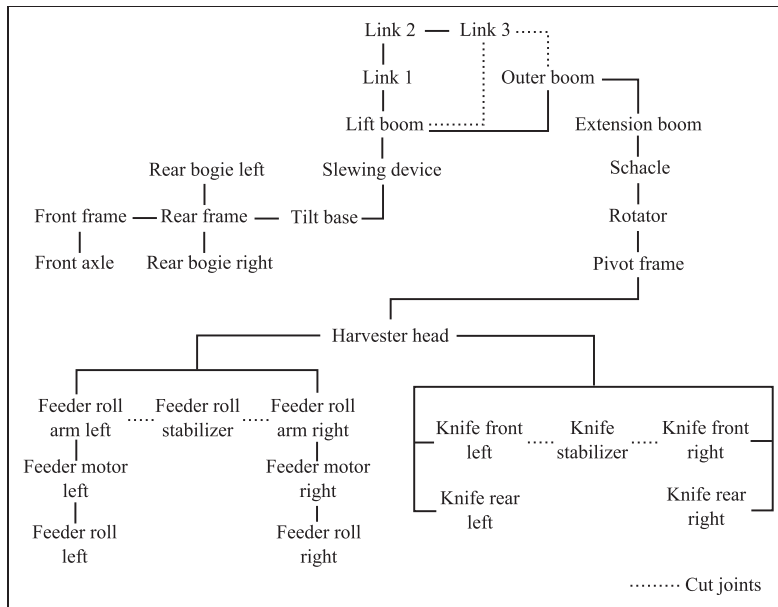 Link 2
Link 3
Link 1
Outer boom
Lift boom
Extension boom
Rear bogie left
Slewing device
Schacle
Front frame
Rear frame
Tilt base
Rotator
Front axle
Rear bogie right
Pivot frame
Harvester head
Feeder roll
arm left
Feeder roll
stabilizer
Feeder roll
arm right
Knife front
left
Knife
stabilizer
Knife front
right
Feeder motor
left
Feeder motor
right
Knife rear
left
Knife rear
right
Feeder roll
left
Feeder roll
right
Cut joints